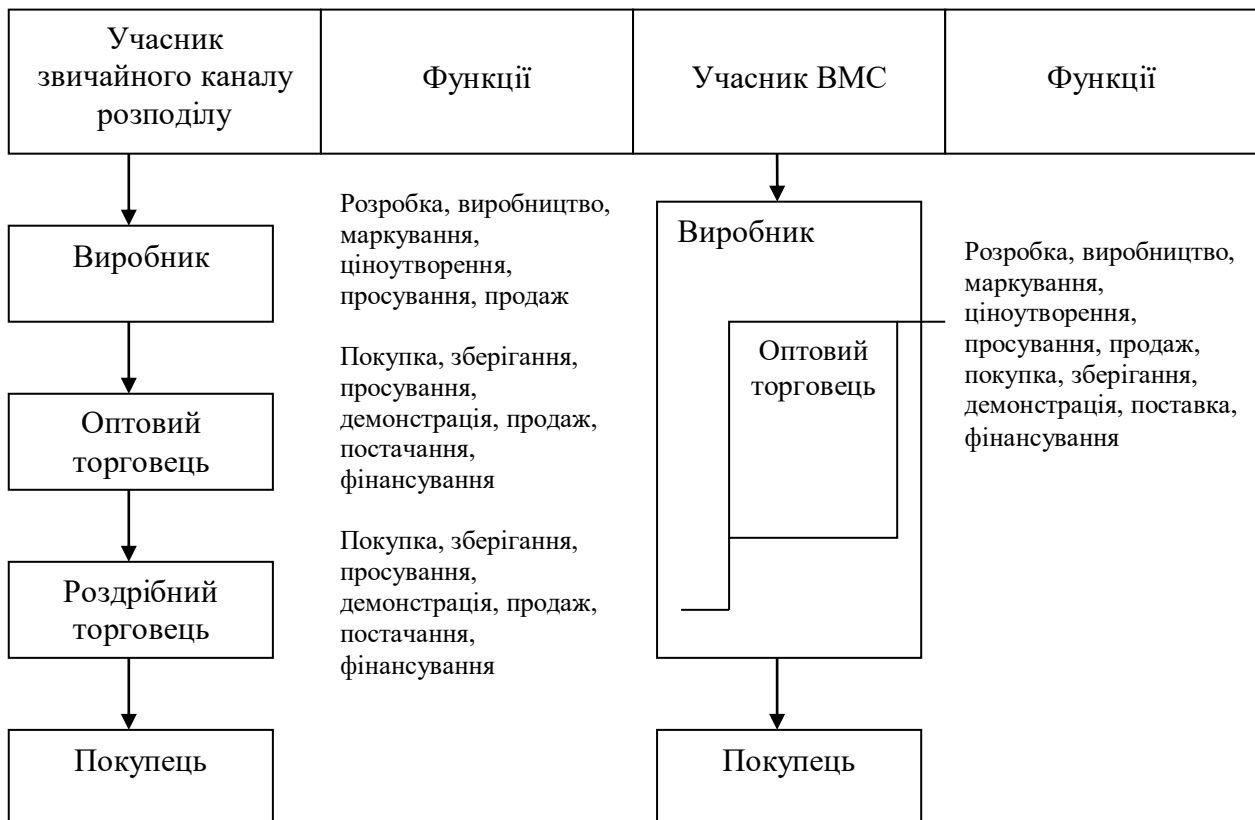 Учасник
звичайного каналу
розподілу
Функції
Учасник ВМС
Функції
Виробник
Розробка, виробництво,
маркування,
ціноутворення,
просування, продаж
Оптовий
торговець
Покупка, зберігання,
просування,
демонстрація, продаж,
постачання,
фінансування
Роздрібний
торговець
Покупка, зберігання,
просування,
демонстрація, продаж,
постачання,
фінансування
Покупець
Виробник
Оптовий
торговець
Розробка, виробництво,
маркування,
ціноутворення,
просування, продаж,
покупка, зберігання,
демонстрація, поставка,
фінансування
Покупець